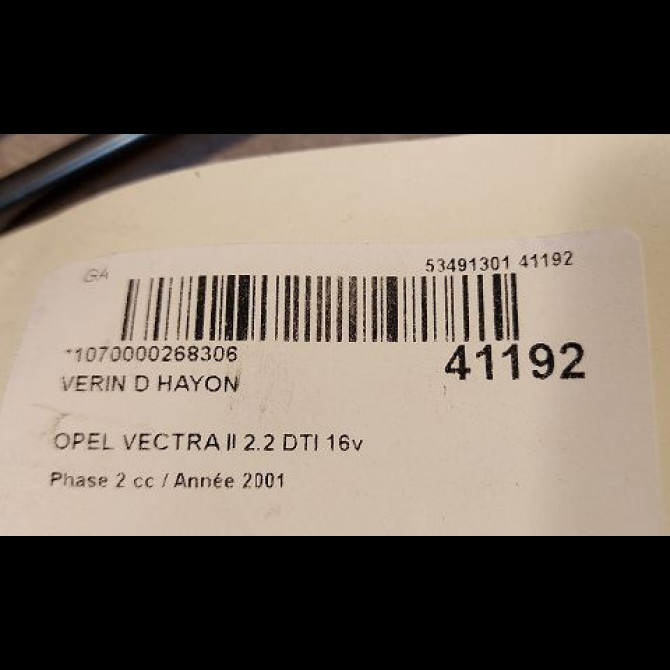 GA
53491301 41192
*1070000268306
41192
VERIN D HAYON
OPEL VECTRA II 2.2 DTI 16v
Phase 2 cc / Année 2001